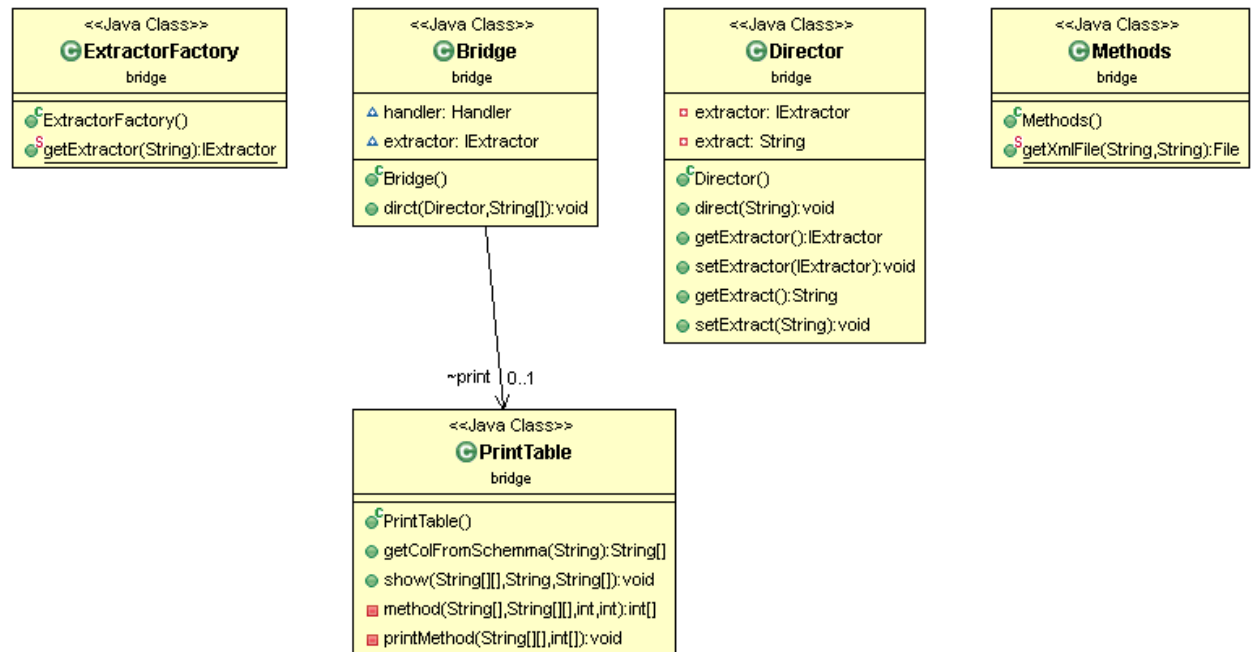 <<Java Class>>
ExtractorFactory
bridge
ExtractorFactory()
getExtractor(String):IExtractor
<<Java Class>>
Bridge
bridge
handler: Handler
extractor: IExtractor
Bridge()
dirct(Director,String[]):void
<<Java Class>>
Director
bridge
extractor: IExtractor
extract: String
Director()
direct(String):void
getExtractor():IExtractor
setExtractor(IExtractor):void
getExtract():String
setExtract(String):void
<<Java Class>>
Methods
bridge
Methods()
getXmlFile(String,String):File
~print 0..1
<<Java Class>>
PrintTable
bridge
PrintTable()
getColFromSchemma(String):String[]
show(String[][],String,String[]):void
method(String[],String[][],int,int):int[]
printMethod(String[][],int[]):void